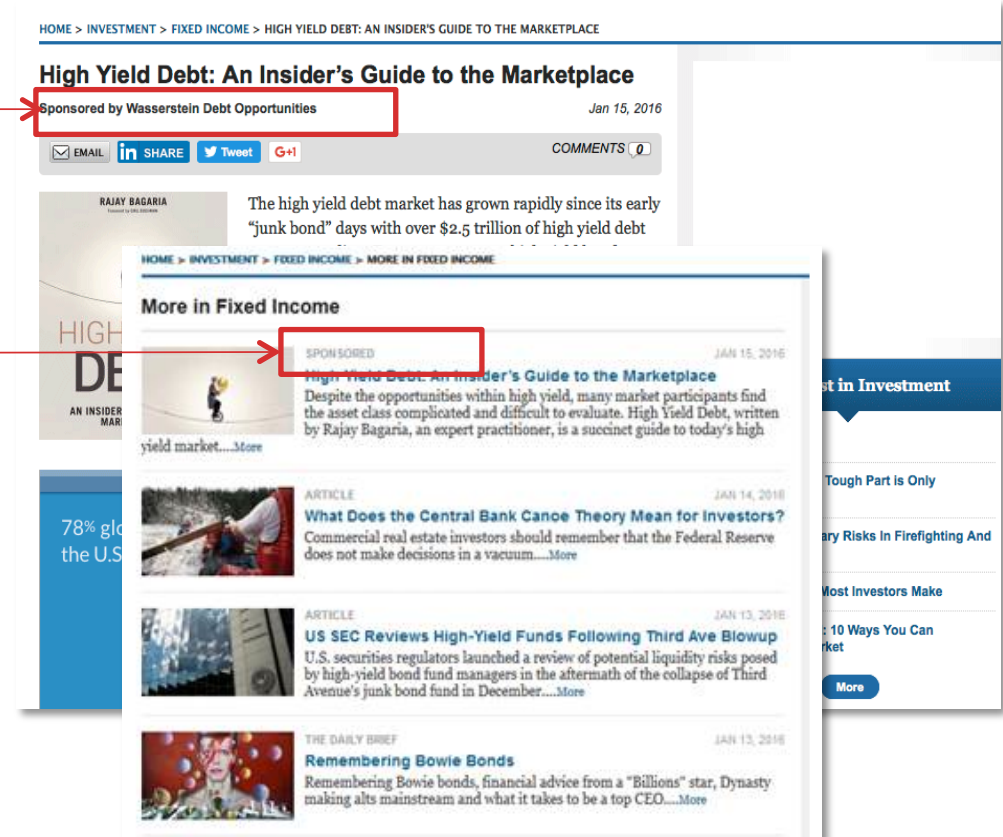 HOME > INVESTMENT > FIXED INCOME > HIGH YIELD DEBT: AN INSIDER'S GUIDE TO THE MARKETPLACE
High Yield Debt: An Insider's Guide to the Marketplace
Sponsored by Wasserstein Debt Opportunities
Jan 15, 2016
EMAIL
in SHARE
Tweet
G+1
COMMENTS 0
RAJAY BAGARIA
The high yield debt market has grown rapidly since its early
"junk bond" days with over $2.5 trillion of high yield debt
HIGH
DE
AN INSIDER
MAR
78% glo
the U.S
HOME > INVESTMENT > FIXED INCOME > MORE IN FIXED INCOME
More in Fixed Income
SPONSORED
JAN 15, 2016
High Yield Debt: An Insider's Guide to the Marketplace
Despite the opportunities within high yield, many market participants find
the asset class complicated and difficult to evaluate. High Yield Debt, written
by Rajay Bagaria, an expert practitioner, is a succinct guide to today's high
yield market....More
ARTICLE
JAN 14, 2016
What Does the Central Bank Canoe Theory Mean for Investors?
Commercial real estate investors should remember that the Federal Reserve
does not make decisions in a vacuum....More
ARTICLE
JAN 13, 2016
US SEC Reviews High-Yield Funds Following Third Ave Blowup
U.S. securities regulators launched a review of potential liquidity risks posed
by high-yield bond fund managers in the aftermath of the collapse of Third
Avenue's junk bond fund in December....More
THE DAILY BRIEF
JAN 13, 2016
Remembering Bowie Bonds
Remembering Bowie bonds, financial advice from a "Billions" star, Dynasty
making alts mainstream and what it takes to be a top CEO....More
st in Investment
Tough Part is Only
ary Risks In Firefighting And
Most Investors Make
: 10 Ways You Can
rket
More